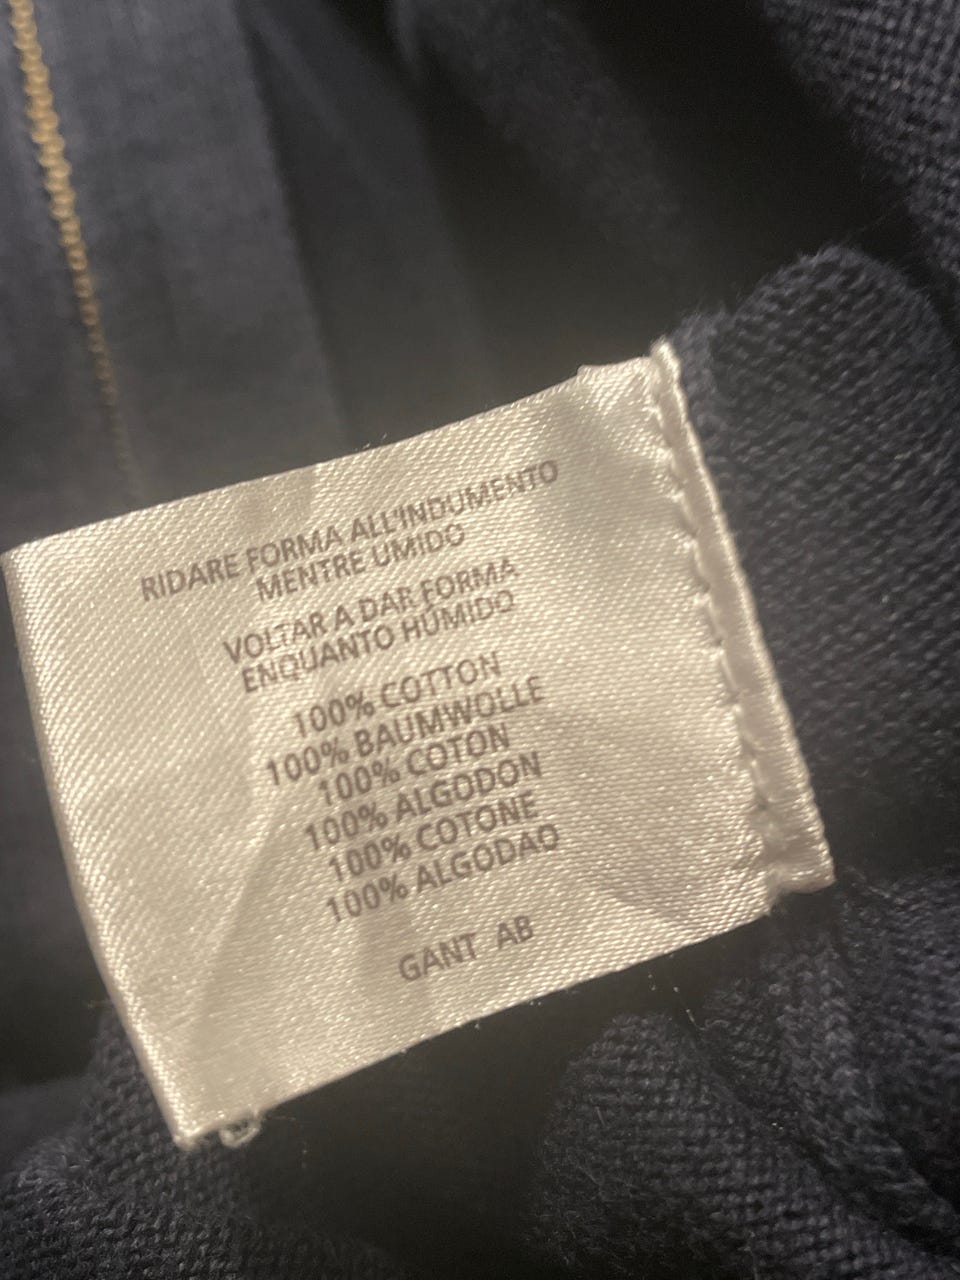 RIDARE FORMA ALL'INDUMENTO
MENTRE UMIDO
VOLTAR A DAR FORMA
ENQUANTO HÚMIDO
100% COTTON
100% BAUMWOLLE
100% COTON
100% ALGODON
100% COTONE
100% ALGODAO
GANT AB